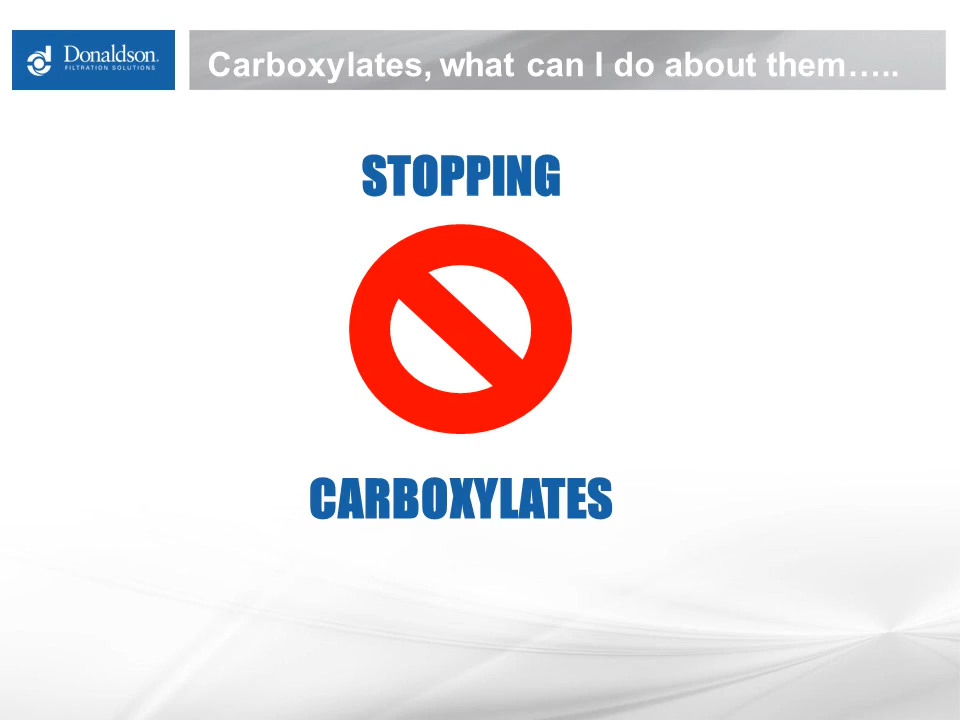 Donaldson.
FILTRATION SOLUTIONS
Carboxylates, what can I do about them…..
STOPPING
CARBOXYLATES